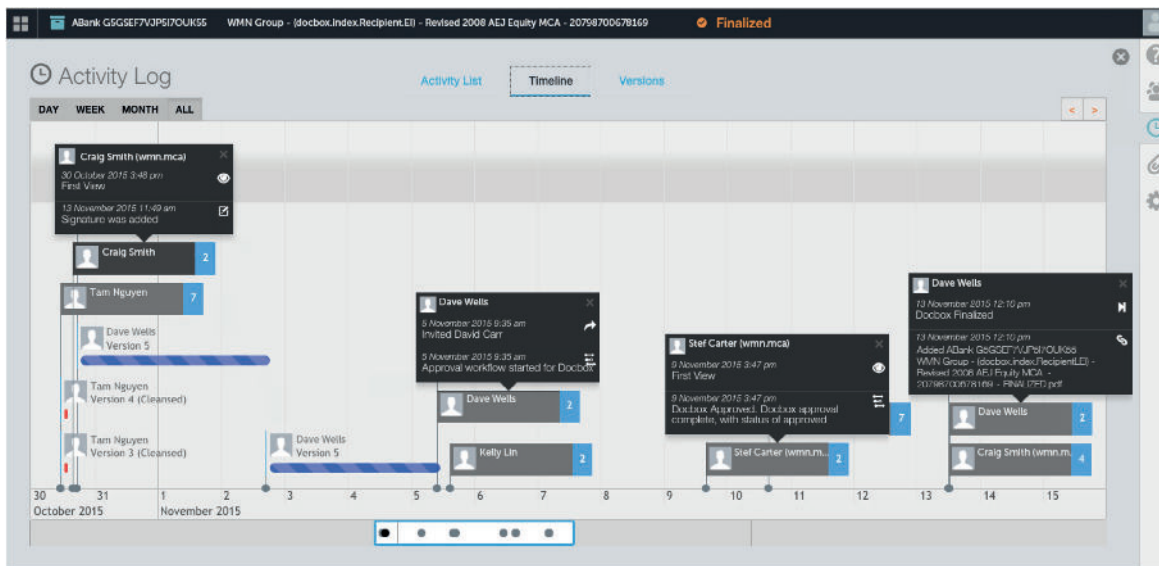 ABank G5GSEF7VJP5I7OUK55 WMN Group - (docbox.index.Recipient.EI) - Revised 2008 AEJ Equity MCA - 20798700678169 Finalized
Activity Log
Activity List Timeline Versions
DAY WEEK MONTH ALL
< >
Craig Smith (wmn.mca)
30 October 2015 3:48 pm
First View
13 November 2015 11:49 am
Signature was added
Craig Smith 2
Tam Nguyen 7
Dave Wells
Version 5
Tam Nguyen
Version 4 (Cleansed)
Tam Nguyen
Version 3 (Cleansed)
Dave Wells
Version 5
Dave Wells
5 November 2015 9:35 am
Invited David Carr
5 November 2015 9:35 am
Approval workflow started for Docbox
Dave Wells 2
Kelly Lin 2
Stef Carter (wmn.mca)
9 November 2015 3:47 pm
First View
9 November 2015 3:47 pm
Docbox Approved. Docbox approval
complete, with status of approved
7
Stef Carter (wmn.m... 2
Dave Wells
13 November 2015 12:10 pm
Docbox Finalized
13 November 2015 12:10 pm
Added ABank G5GSEF7VJP5I7OUK55
WMN Group - (docbox.index.Recipient.EI) -
Revised 2008 AEJ Equity MCA -
20798700678169 - FINALIZED.pdf
Dave Wells 2
Craig Smith (wmn.m... 4
30 31 1 2 3 4 5 6 7 8 9 10 11 12 13 14 15
October 2015 November 2015